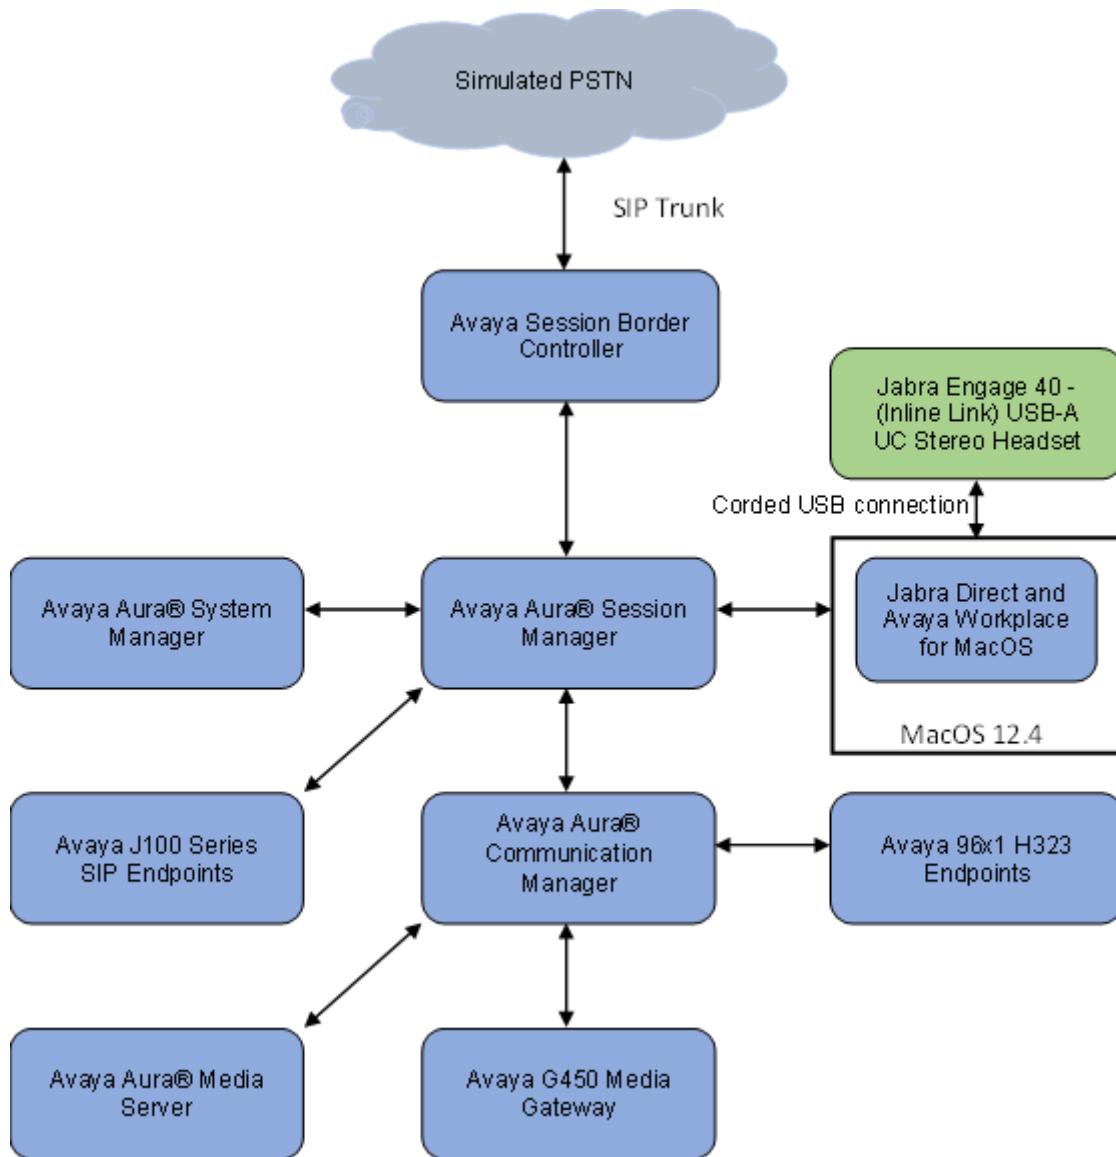 Simulated PSTN
SIP Trunk
Avaya Session Border
Controller
Jabra Engage 40 -
(Inline Link) USB-A
UC Stereo Headset
Corded USB connection
Avaya Aura® System
Manager
Avaya Aura® Session
Manager
Jabra Direct and
Avaya Workplace
for MacOS
MacOS 12.4
Avaya J100 Series
SIP Endpoints
Avaya Aura®
Communication
Manager
Avaya 96x1 H323
Endpoints
Avaya Aura® Media
Server
Avaya G450 Media
Gateway